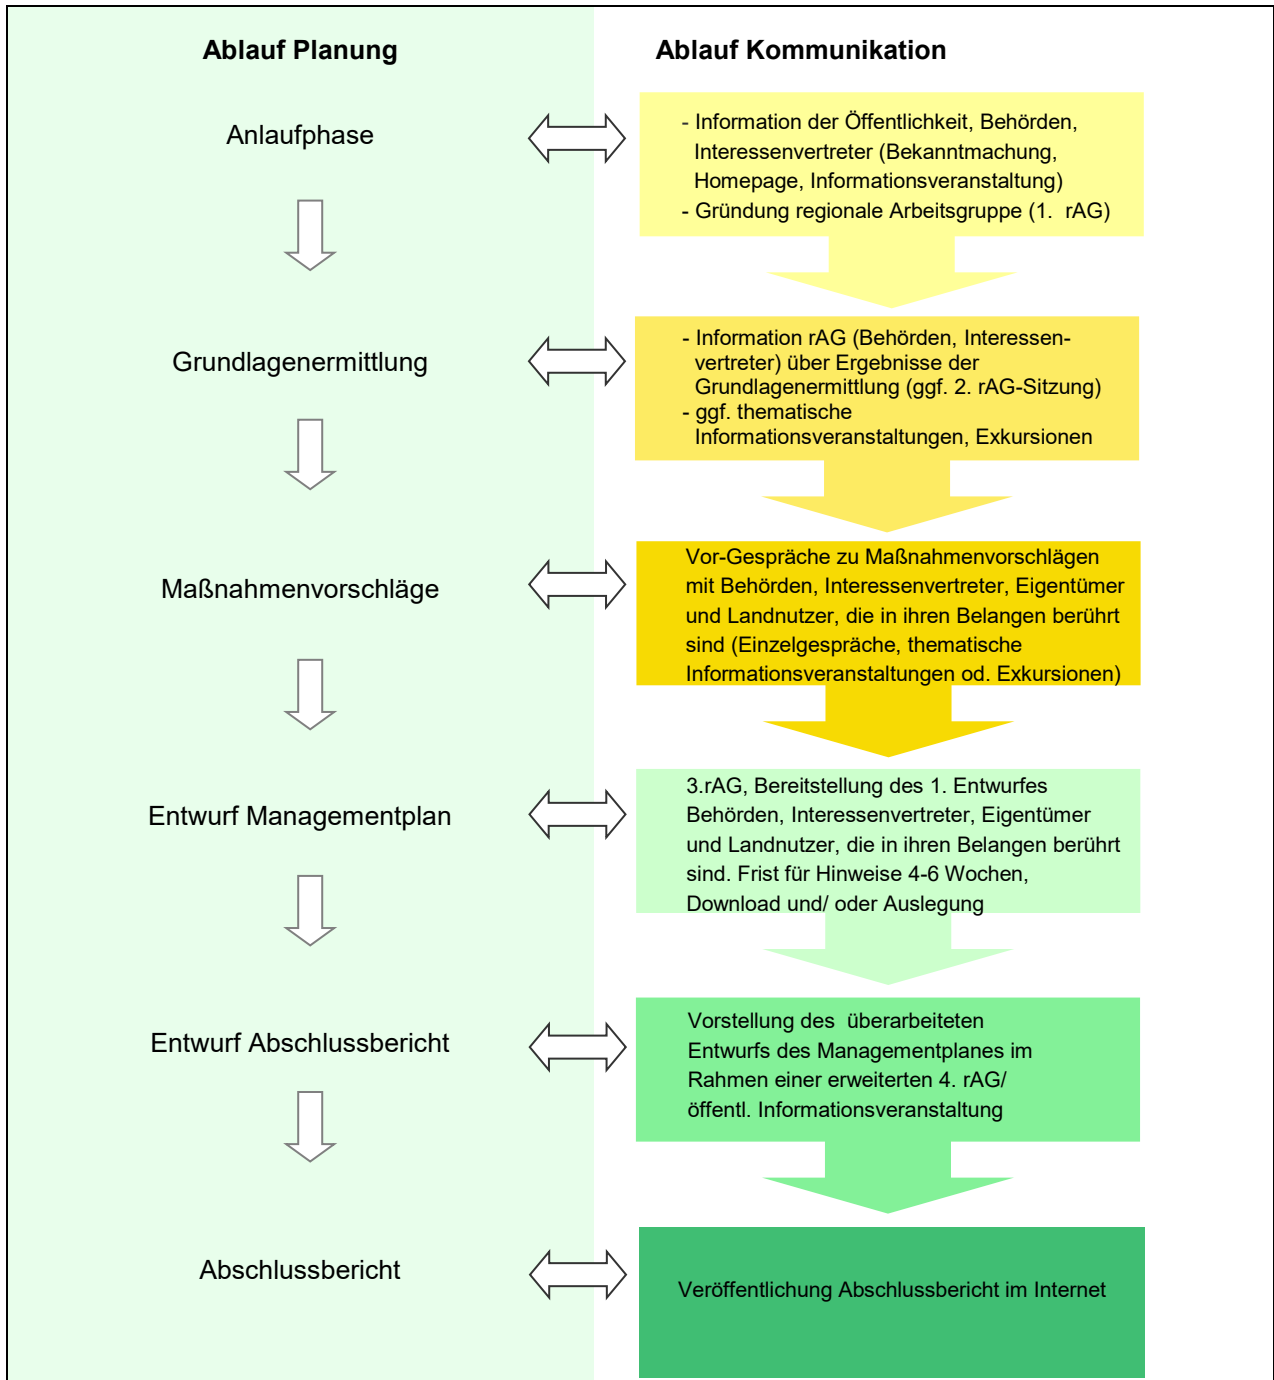 Ablauf Planung
Ablauf Kommunikation
Anlaufphase
- Information der Öffentlichkeit, Behörden,
Interessenvertreter (Bekanntmachung,
Homepage, Informationsveranstaltung)
- Gründung regionale Arbeitsgruppe (1. rAG)
Grundlagenermittlung
- Information rAG (Behörden, Interessen-
vertreter) über Ergebnisse der
Grundlagenermittlung (ggf. 2. rAG-Sitzung)
- ggf. thematische
Informationsveranstaltungen, Exkursionen
Maßnahmenvorschläge
Vor-Gespräche zu Maßnahmenvorschlägen
mit Behörden, Interessenvertreter, Eigentümer
und Landnutzer, die in ihren Belangen berührt
sind (Einzelgespräche, thematische
Informationsveranstaltungen od. Exkursionen)
Entwurf Managementplan
3.rAG, Bereitstellung des 1. Entwurfes
Behörden, Interessenvertreter, Eigentümer
und Landnutzer, die in ihren Belangen berührt
sind. Frist für Hinweise 4-6 Wochen,
Download und/ oder Auslegung
Entwurf Abschlussbericht
Vorstellung des überarbeiteten
Entwurfs des Managementplanes im
Rahmen einer erweiterten 4. rAG/
öffentl. Informationsveranstaltung
Abschlussbericht
Veröffentlichung Abschlussbericht im Internet